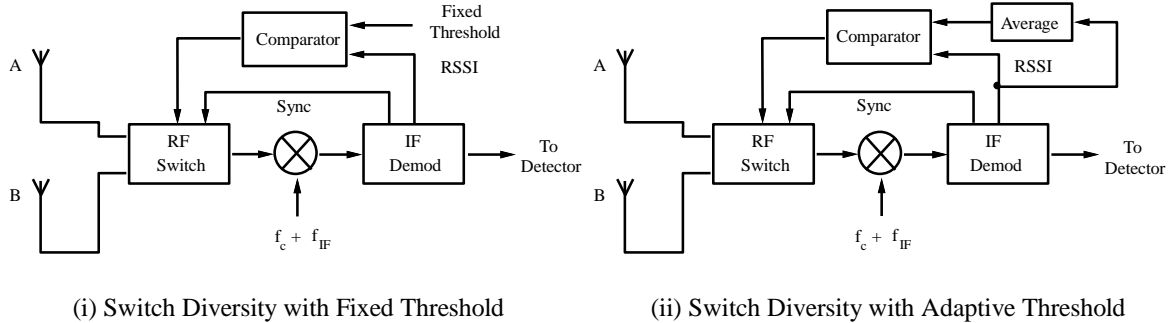 Comparator
Fixed
Threshold
RSSI
A
Sync
RF
Switch
IF
Demod
To
Detector
B
f_c + f_IF
(i) Switch Diversity with Fixed Threshold
Comparator
Average
RSSI
A
Sync
RF
Switch
IF
Demod
To
Detector
B
f_c + f_IF
(ii) Switch Diversity with Adaptive Threshold